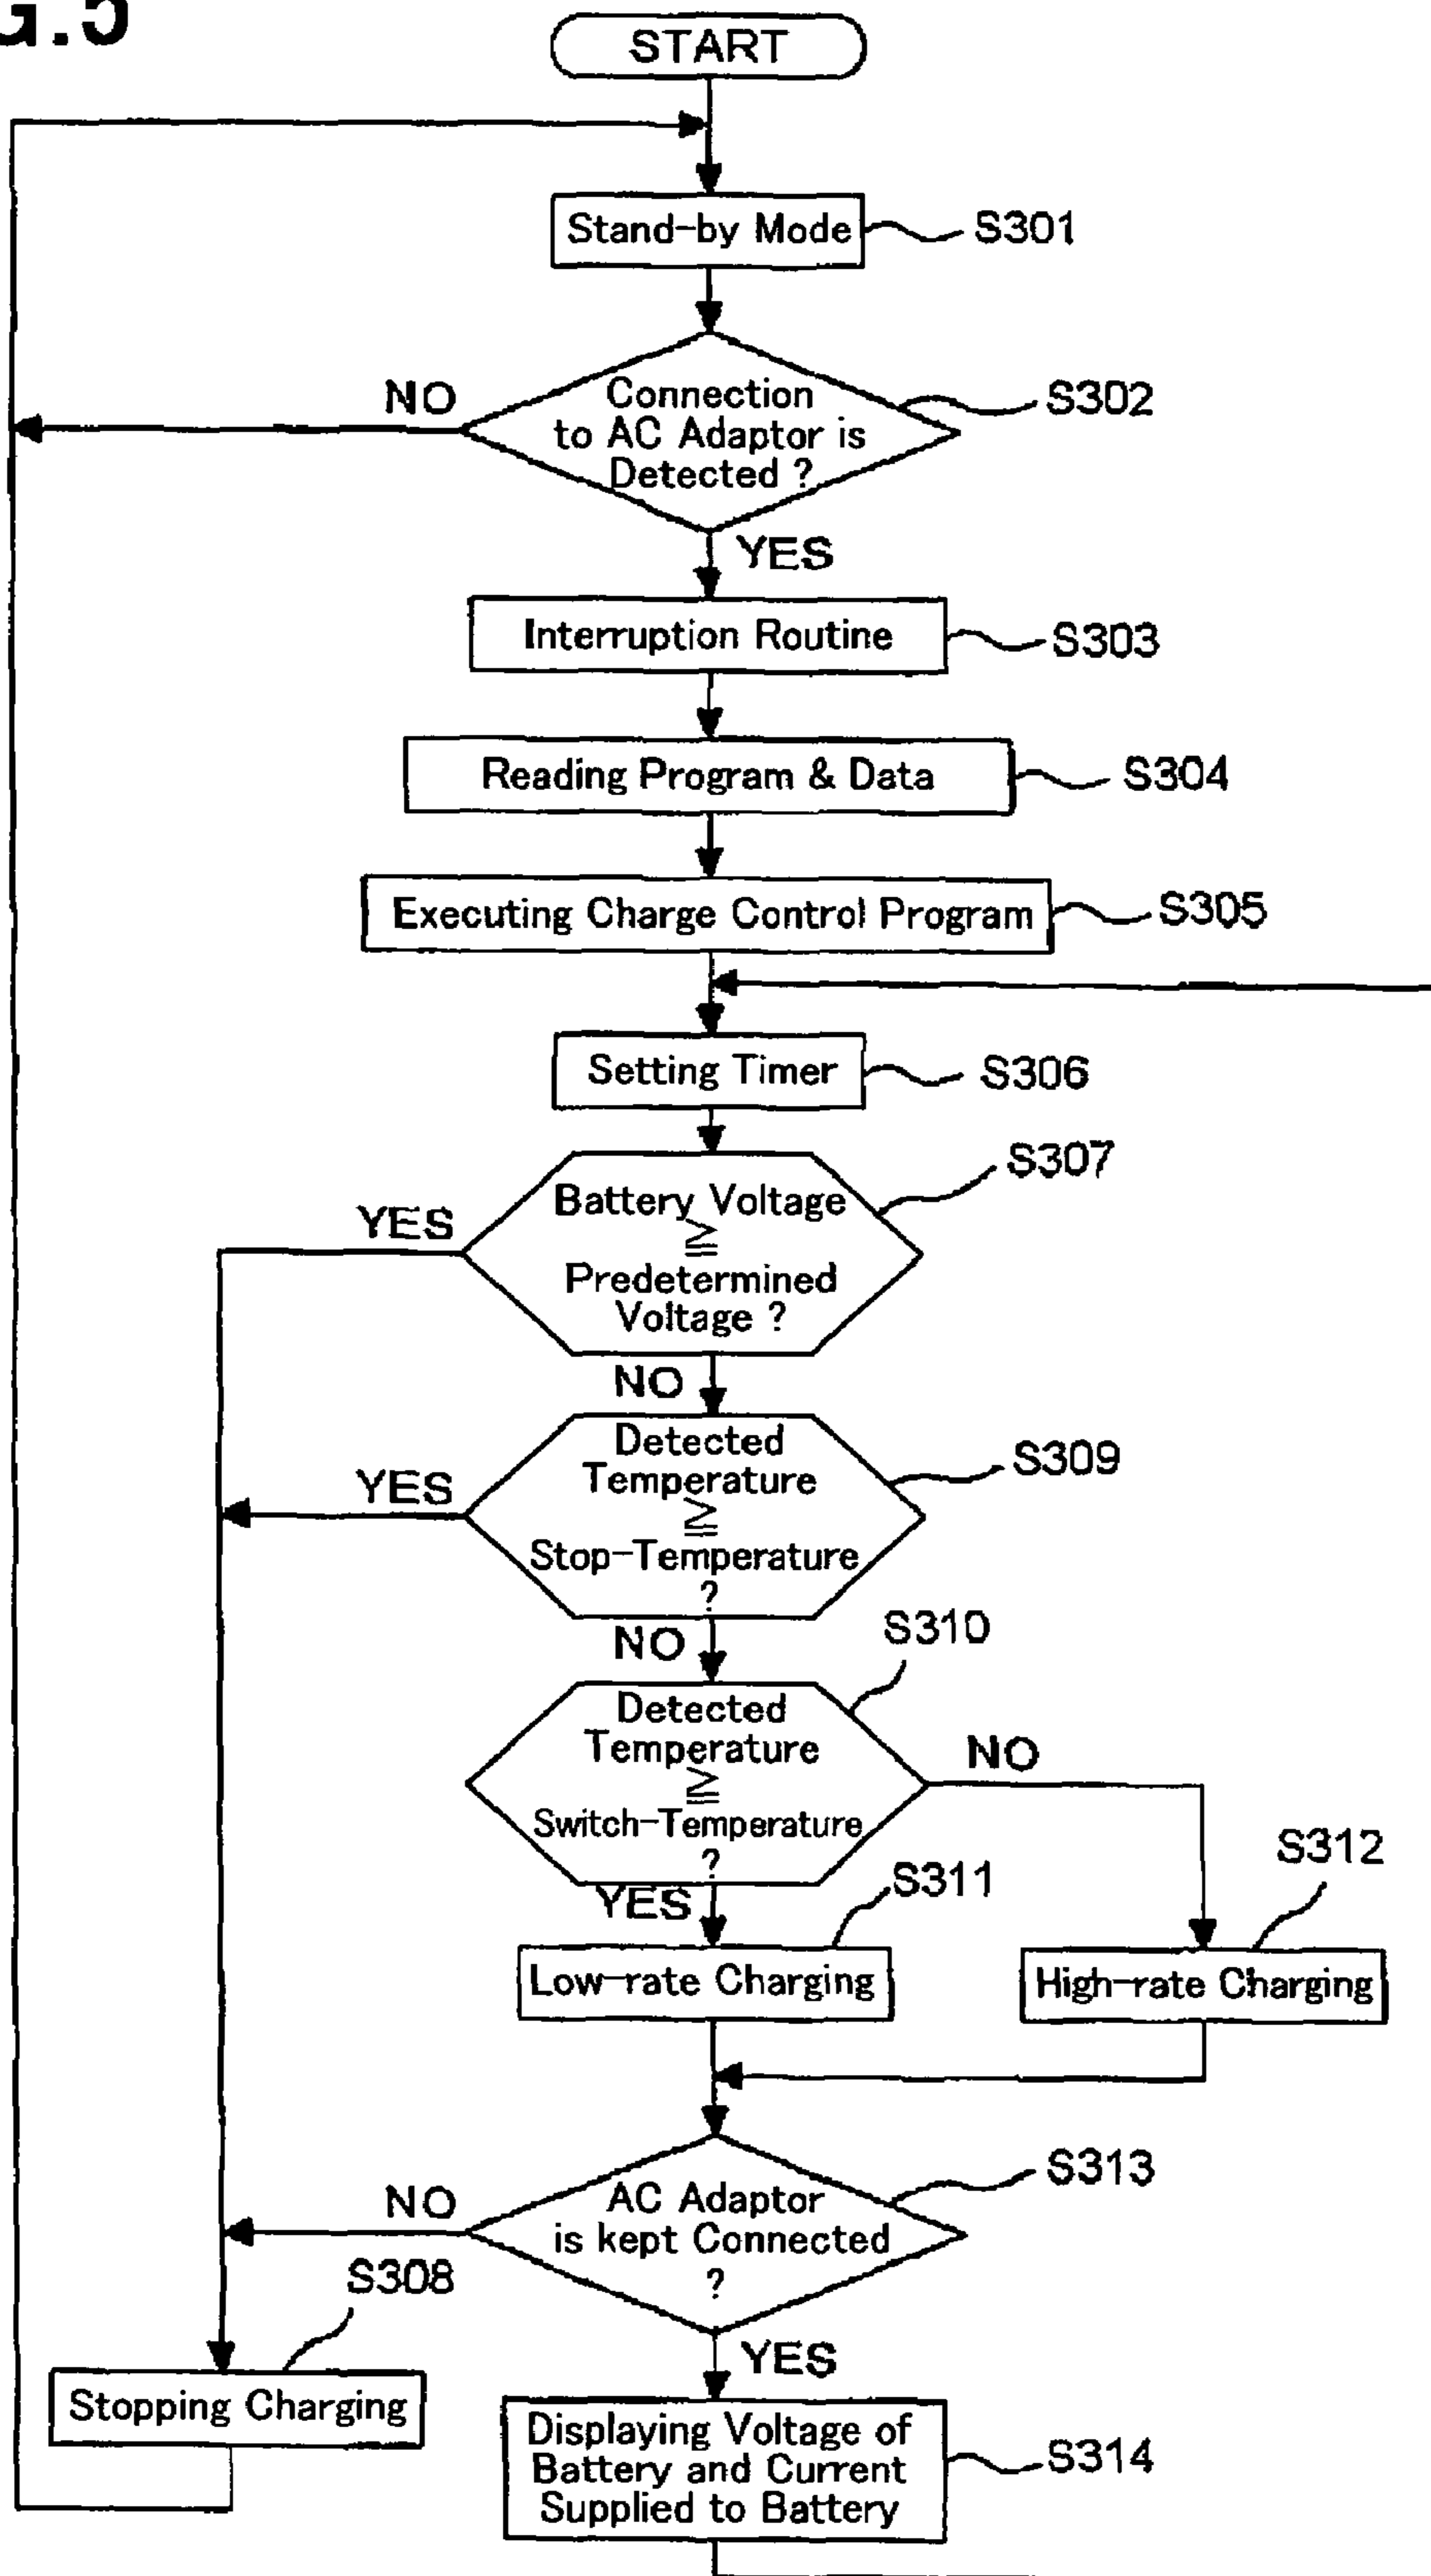 G.5
START
Stand-by Mode
S301
NO
Connection
to AC Adaptor is
Detected ?
S302
YES
Interruption Routine
S303
Reading Program & Data
S304
Executing Charge Control Program
S305
Setting Timer
S306
S307
YES
Battery Voltage
≧
Predetermined
Voltage ?
NO
S309
YES
Detected
Temperature
≧
Stop-Temperature
?
NO
S310
Detected
Temperature
≧
Switch-Temperature
?
NO
YES
S311
S312
Low-rate Charging
High-rate Charging
S313
NO
AC Adaptor
is kept Connected
?
S308
YES
Stopping Charging
Displaying Voltage of
Battery and Current
Supplied to Battery
S314